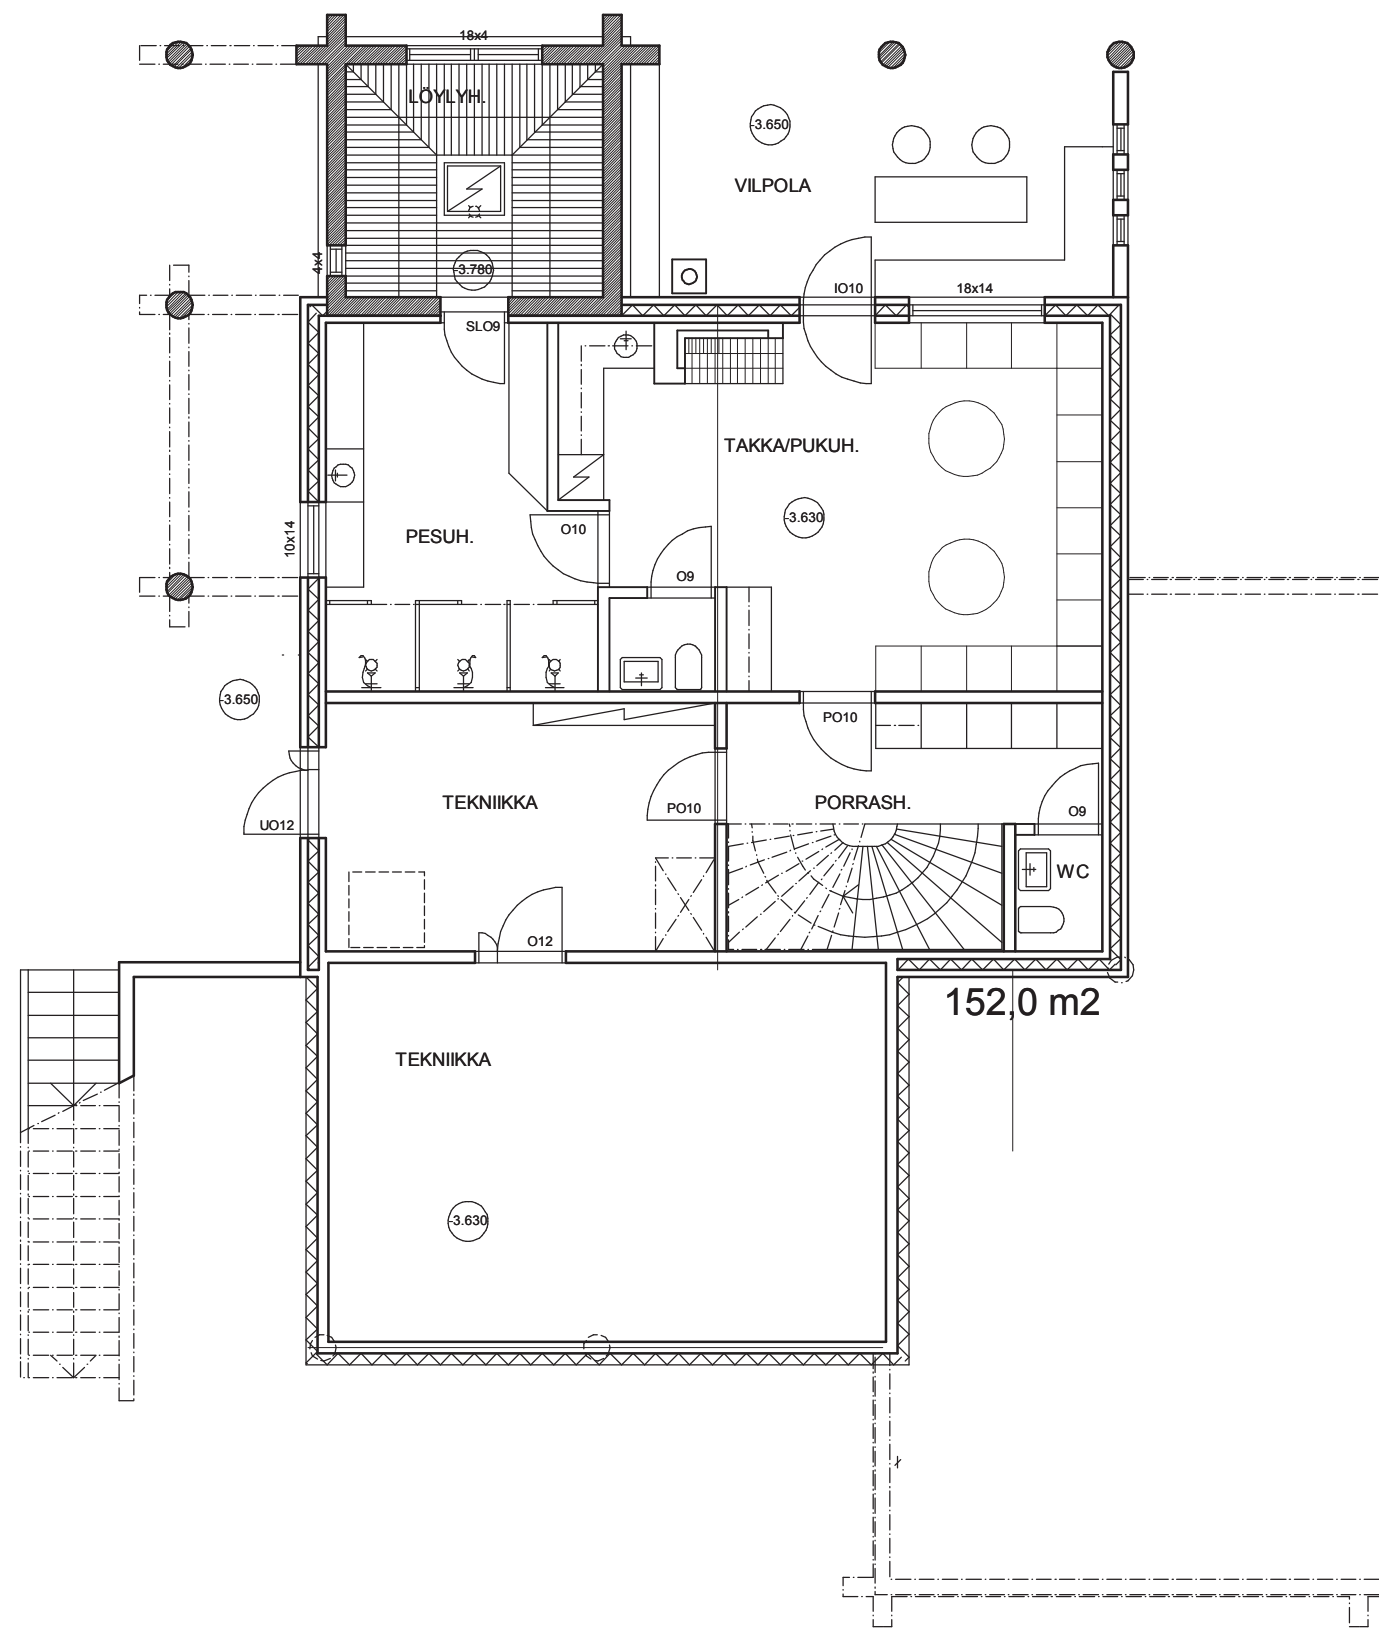 18x4
LÖYLYH.
-3.650
VILPOLA
4x4
-3.780
IO10
18x14
SLO9
TAKKA/PUKUH.
-3.630
10x14
PESUH.
O10
O9
-3.650
PO10
TEKNIIKKA
PO10
PORRASH.
O9
UO12
WC
O12
152,0 m2
TEKNIIKKA
-3.630